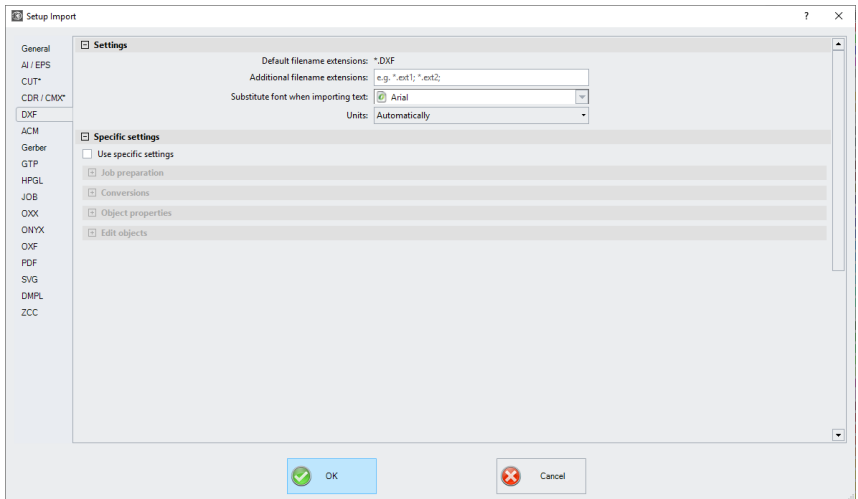 Setup Import
?
General
AI / EPS
CUT*
CDR / CMX*
DXF
ACM
Gerber
GTP
HPGL
JOB
OXX
ONYX
OXF
PDF
SVG
DMPL
ZCC
Settings
Default filename extensions: *.DXF
Additional filename extensions: e.g. *.ext1; *.ext2;
Substitute font when importing text: Arial
Units: Automatically
Specific settings
Use specific settings
Job preparation
Conversions
Object properties
Edit objects
OK
Cancel